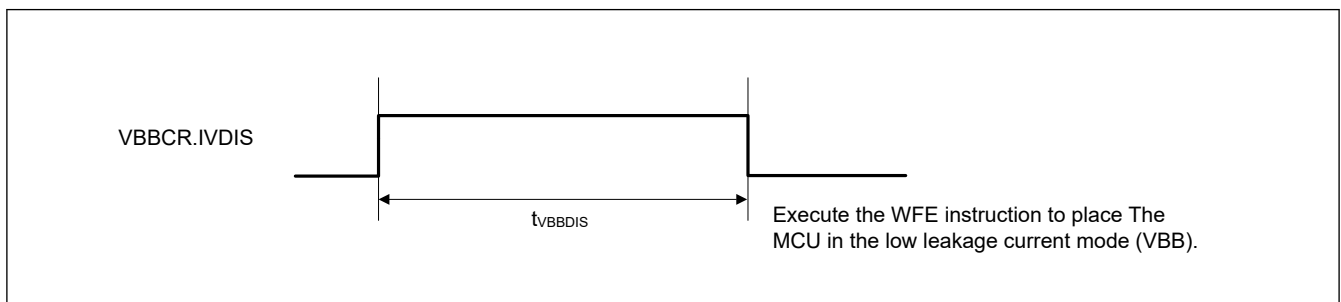 VBBCR.IVDIS
tVBBDIS
Execute the WFE instruction to place The
MCU in the low leakage current mode (VBB).